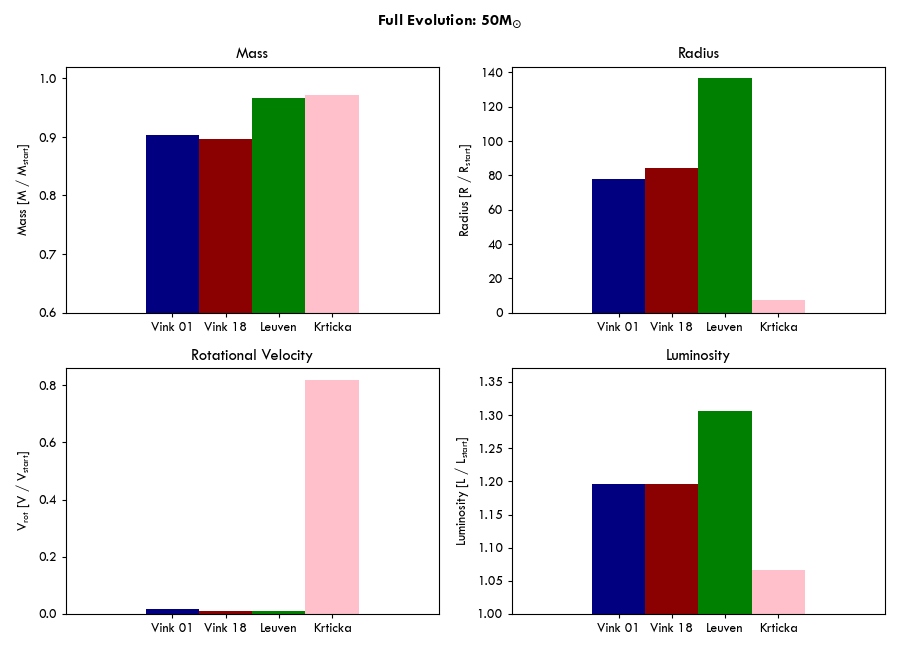 Full Evolution: 50M⊙
Mass
Mass [M / Mstart]
1.0
0.9
0.8
0.7
0.6
Vink 01 Vink 18 Leuven Krticka
Radius
Radius [R / Rstart]
140
120
100
80
60
40
20
0
Vink 01 Vink 18 Leuven Krticka
Rotational Velocity
Vrot [V / Vstart]
0.8
0.6
0.4
0.2
0.0
Vink 01 Vink 18 Leuven Krticka
Luminosity
Luminosity [L / Lstart]
1.35
1.30
1.25
1.20
1.15
1.10
1.05
1.00
Vink 01 Vink 18 Leuven Krticka